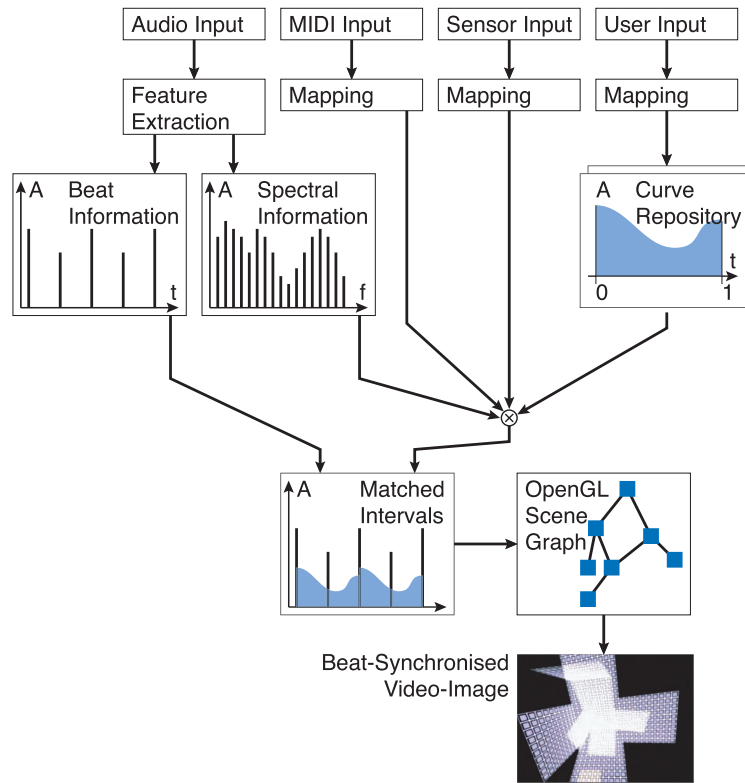 Audio Input
MIDI Input
Sensor Input
User Input
Feature
Extraction
Mapping
Mapping
Mapping
A
Beat
Information
t
A
Spectral
Information
f
A
Curve
Repository
t
0
1
A
Matched
Intervals
OpenGL
Scene
Graph
Beat-Synchronised
Video-Image